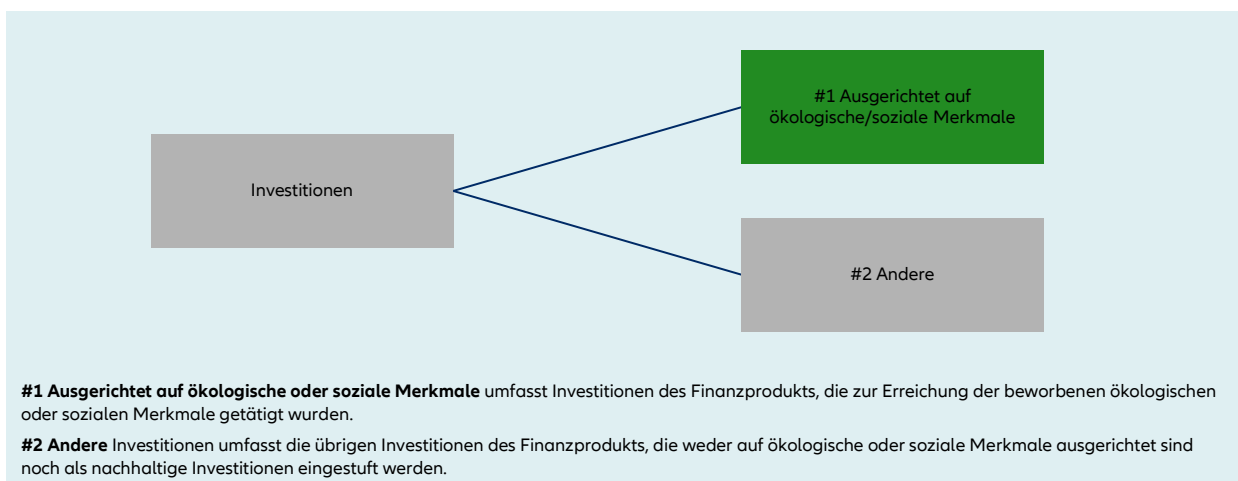 #1 Ausgerichtet auf
ökologische/soziale Merkmale
Investitionen
#2 Andere
#1 Ausgerichtet auf ökologische oder soziale Merkmale umfasst Investitionen des Finanzprodukts, die zur Erreichung der beworbenen ökologischen
oder sozialen Merkmale getätigt wurden.
#2 Andere Investitionen umfasst die übrigen Investitionen des Finanzprodukts, die weder auf ökologische oder soziale Merkmale ausgerichtet sind
noch als nachhaltige Investitionen eingestuft werden.